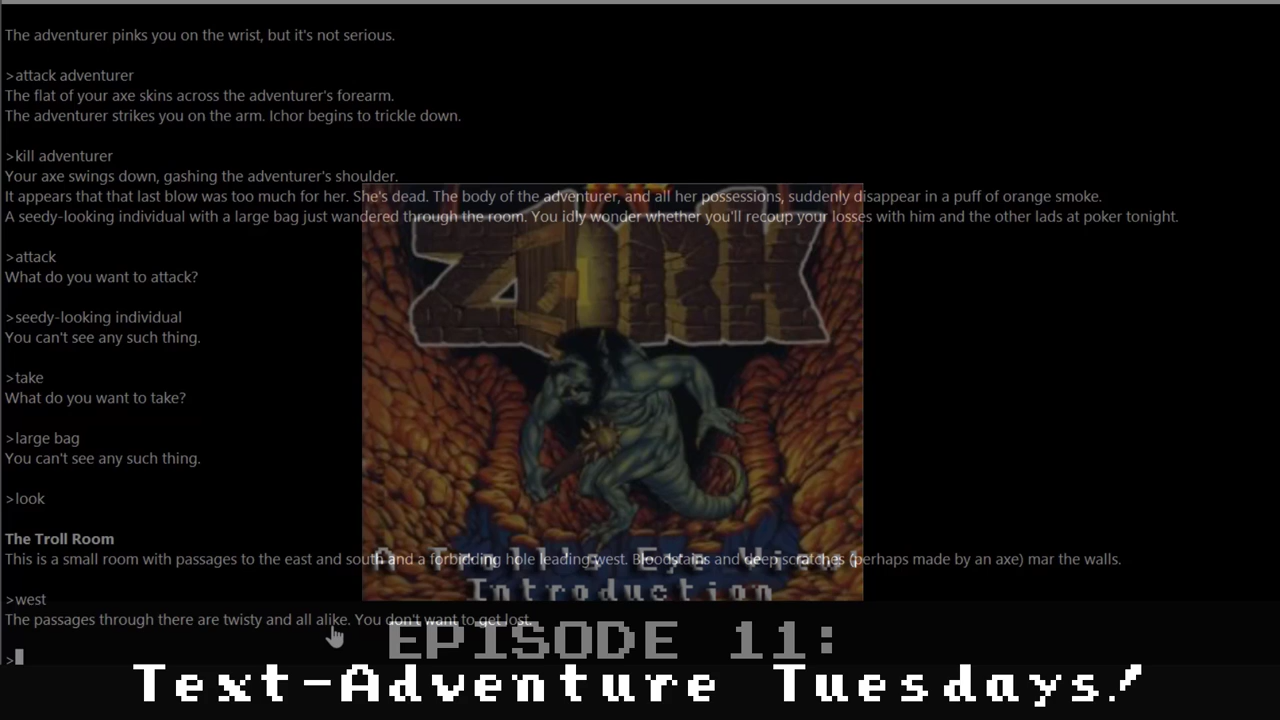 The adventurer pinks you on the wrist, but it's not serious.
>attack adventurer
The flat of your axe skins across the adventurer's forearm.
The adventurer strikes you on the arm. Ichor begins to trickle down.
>kill adventurer
Your axe swings down, gashing the adventurer's shoulder.
It appears that that last blow was too much for her. She's dead. The body of the adventurer, and all her possessions, suddenly disappear in a puff of orange smoke.
A seedy-looking individual with a large bag just wandered through the room. You idly wonder whether you'll recoup your losses with him and the other lads at poker tonight.
>attack
What do you want to attack?
>seedy-looking individual
You can't see any such thing.
ZORK
>take
What do you want to take?
>large bag
You can't see any such thing.
>look
The Troll Room
This is a small room with passages to the east and south and a forbidding hole leading west. Bloodstains and deep scratches (perhaps made by an axe) mar the walls.
A Troll's Eye View:
Introduction
>west
The passages through there are twisty and all alike. You don't want to get lost.
EPISODE 11:
>
Text-Adventure Tuesdays!